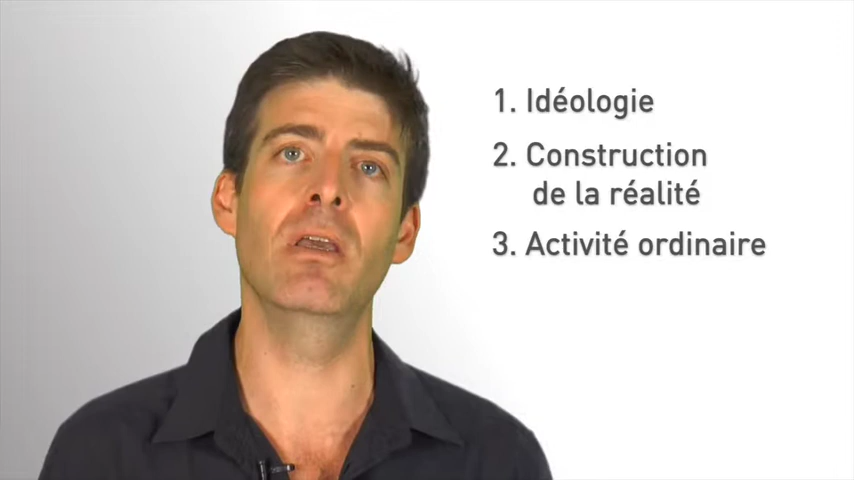 1. Idéologie
2. Construction
de la réalité
3. Activité ordinaire